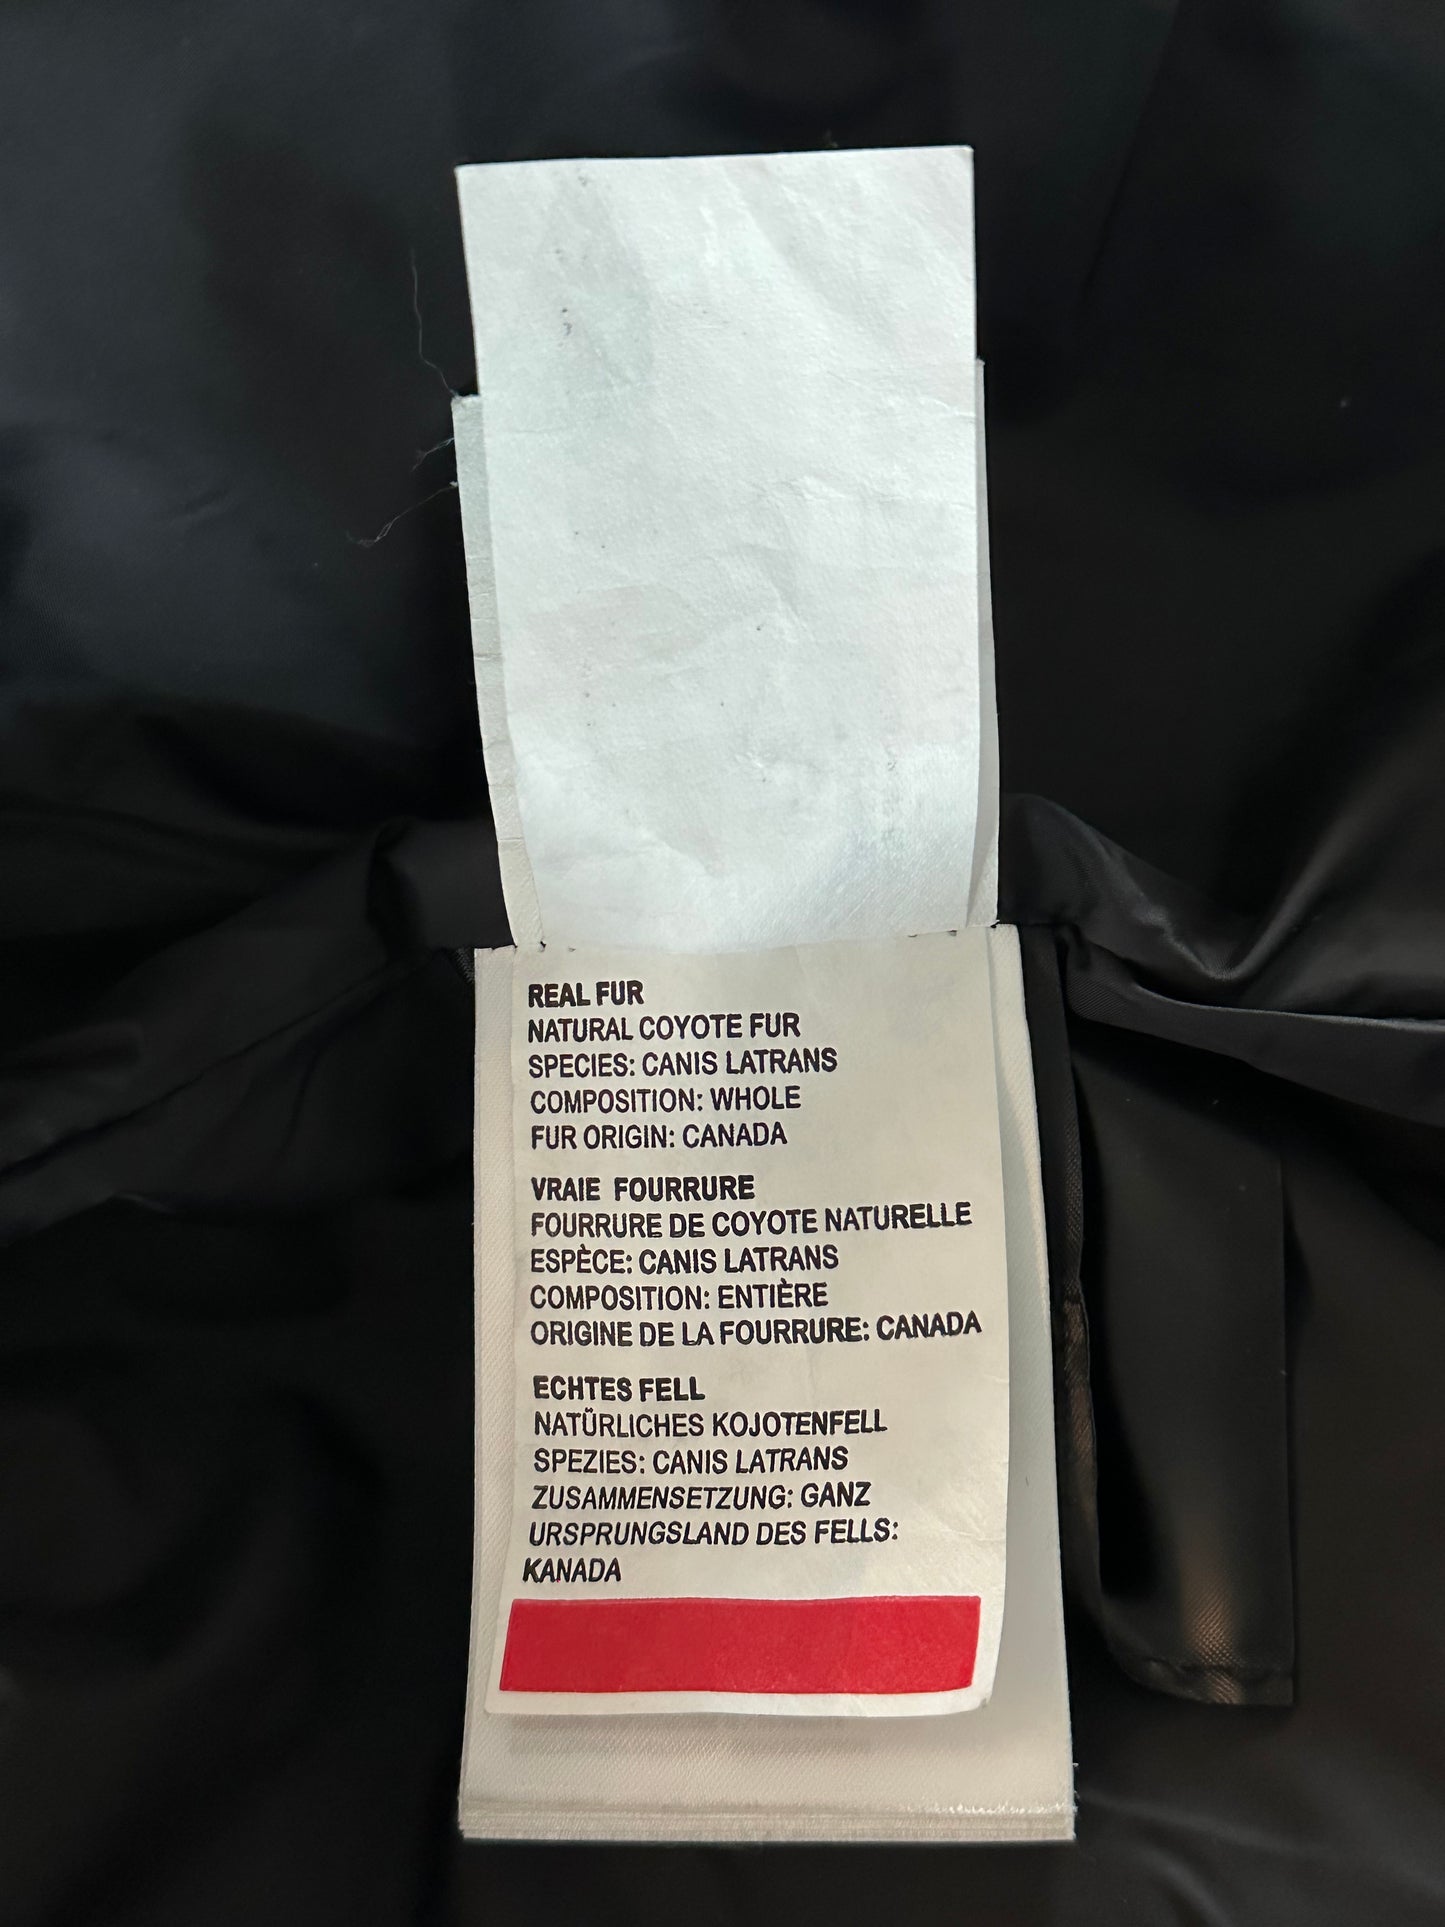 REAL FUR
NATURAL COYOTE FUR
SPECIES: CANIS LATRANS
COMPOSITION: WHOLE
FUR ORIGIN: CANADA
VRAIE FOURRURE
FOURRURE DE COYOTE NATURELLE
ESPÈCE: CANIS LATRANS
COMPOSITION: ENTIÈRE
ORIGINE DE LA FOURRURE: CANADA
ECHTES FELL
NATÜRLICHES KOJOTENFELL
SPEZIES: CANIS LATRANS
ZUSAMMENSETZUNG: GANZ
URSPRUNGSLAND DES FELLS:
KANADA